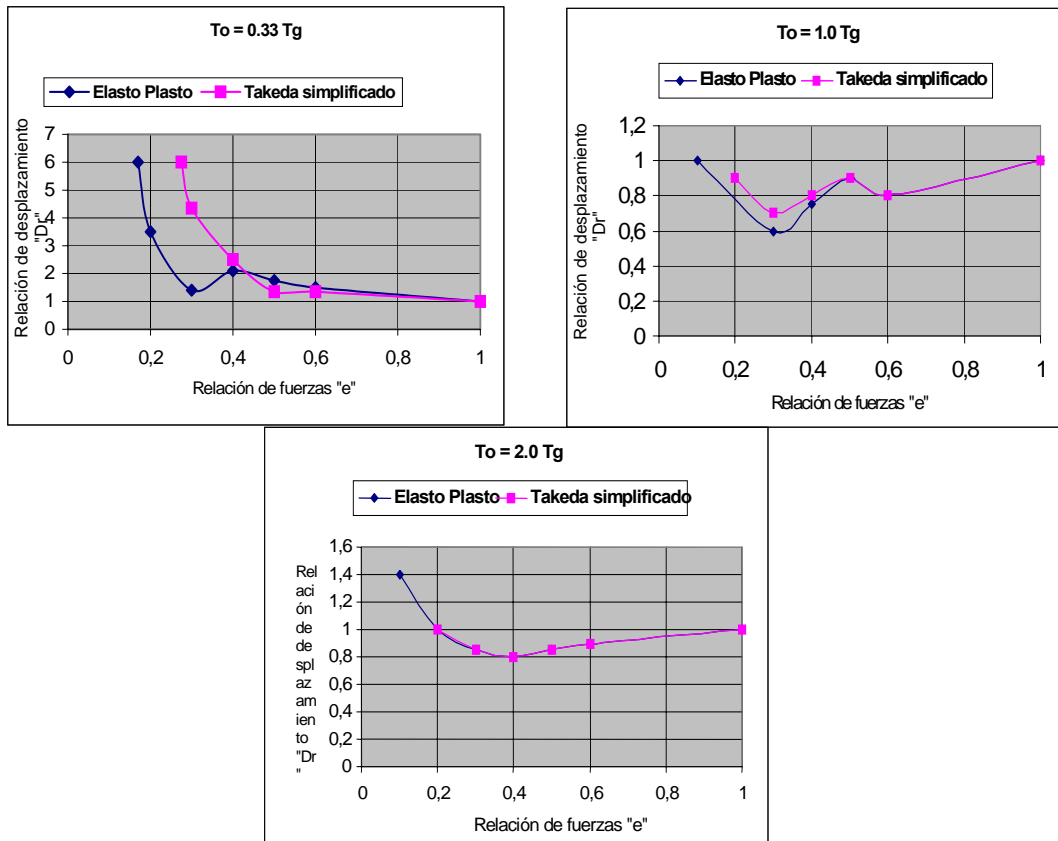 To = 0.33 Tg
Elasto Plasto Takeda simplificado
7
6
5
4
3
2
1
0
Relación de desplazamiento
"Dr"
0 0,2 0,4 0,6 0,8 1
Relación de fuerzas "e"
To = 1.0 Tg
Elasto Plasto Takeda simplificado
1,2
1
0,8
0,6
0,4
0,2
0
Relación de desplazamiento
"Dr"
0 0,2 0,4 0,6 0,8 1
Relación de fuerzas "e"
To = 2.0 Tg
Elasto Plasto Takeda simplificado
1,6
1,4
1,2
1
0,8
0,6
0,4
0,2
0
Rel
aci
ón
de
de
spl
az
am
ien
to
"Dr
"
0 0,2 0,4 0,6 0,8 1
Relación de fuerzas "e"